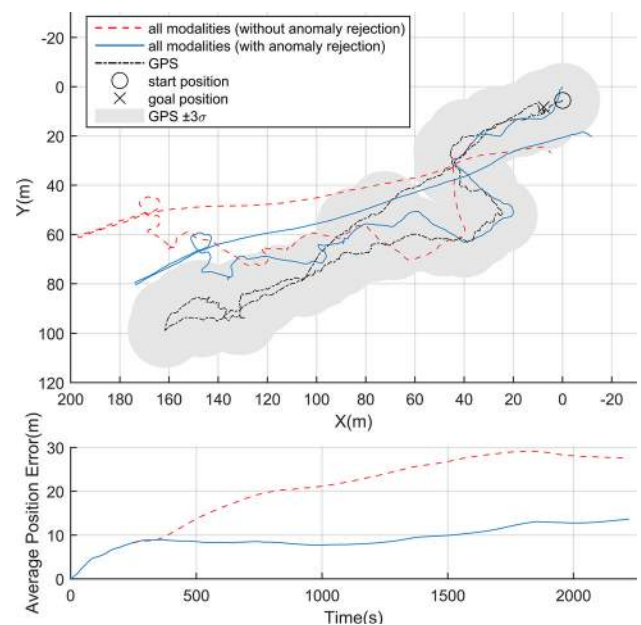 -30
-20
0
20
40
60
80
100
120
Y(m)
all modalities (without anomaly rejection)
all modalities (with anomaly rejection)
GPS
start position
goal position
GPS ±3σ
200 180 160 140 120 100 80 60 40 20 0 -20
X(m)
30
20
10
0
Average Position Error(m)
0 500 1000 1500 2000
Time(s)